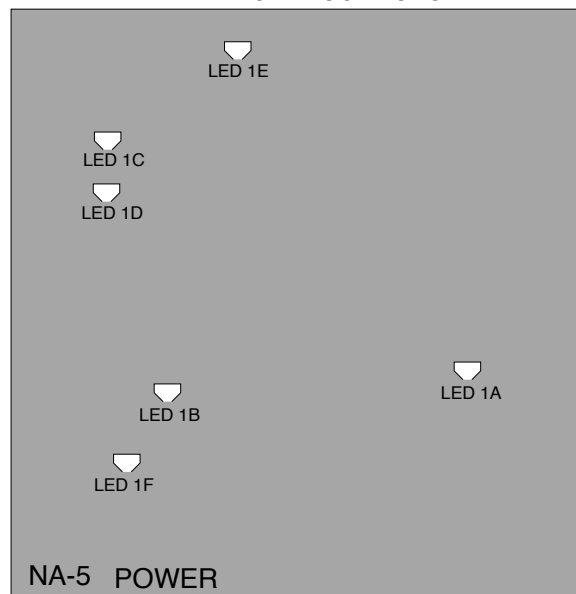 LED 1E
LED 1C
LED 1D
LED 1A
LED 1B
LED 1F
NA-5 POWER